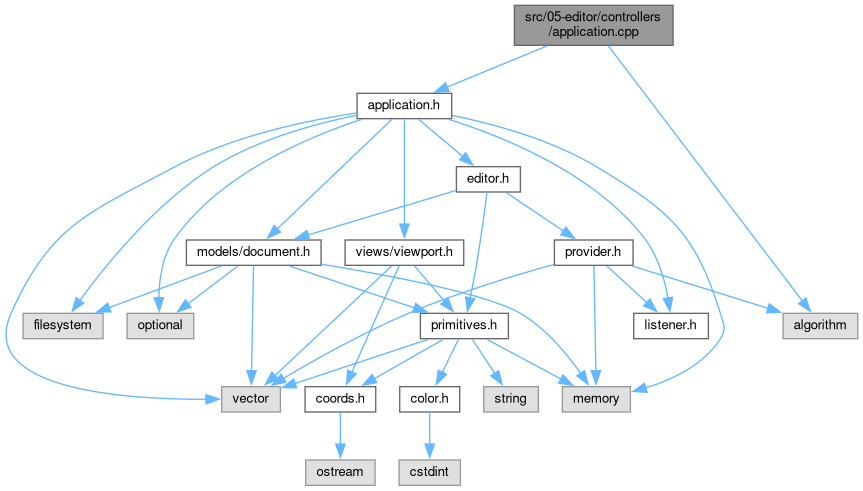 src/05-editor/controllers
/application.cpp
application.h
editor.h
models/document.h
views/viewport.h
provider.h
filesystem
optional
primitives.h
listener.h
algorithm
vector
coords.h
color.h
string
memory
ostream
cstdint